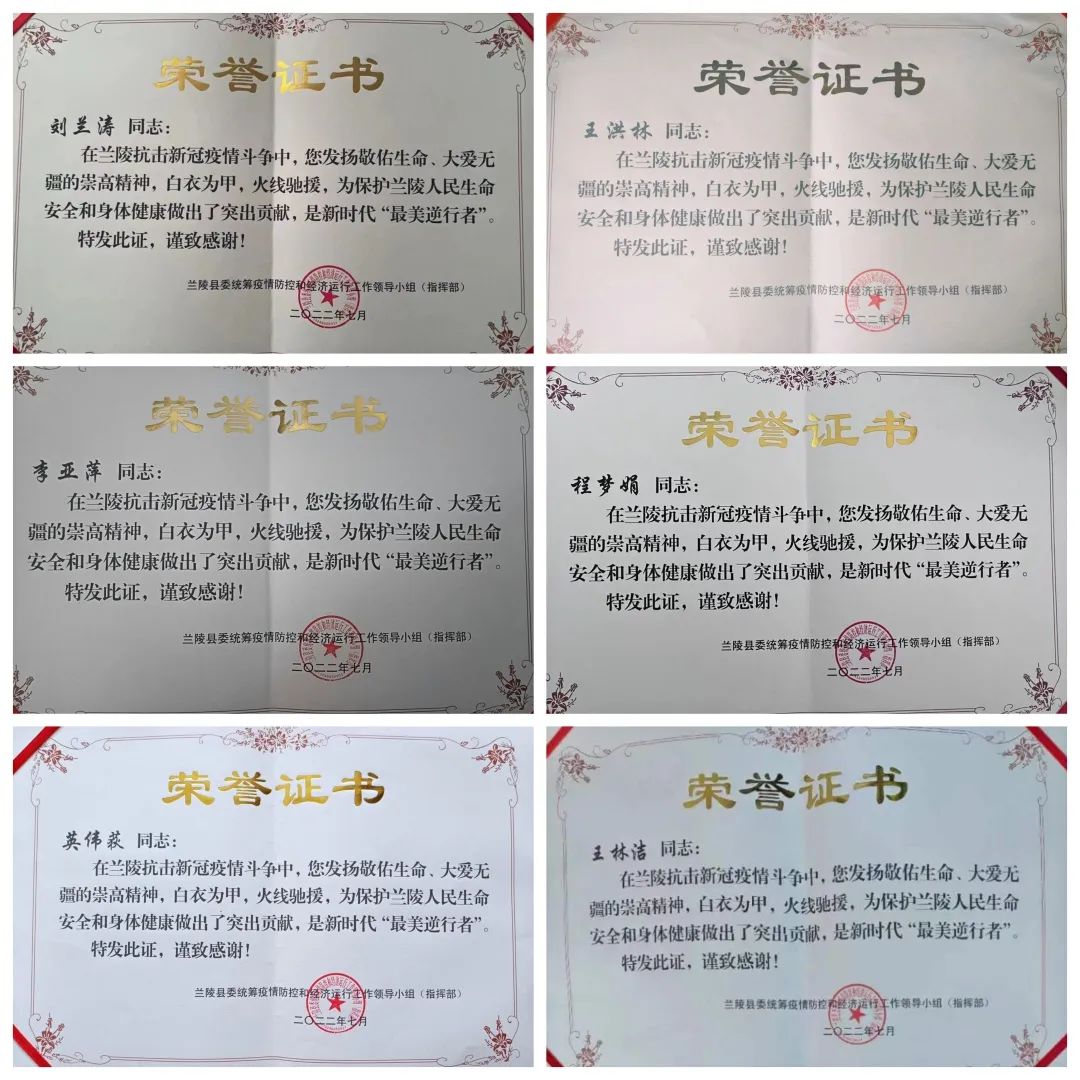 荣誉证书
刘兰涛 同志：
在兰陵抗击新冠疫情斗争中，您发扬敬佑生命、大爱无
疆的崇高精神，白衣为甲，火线驰援，为保护兰陵人民生命
安全和身体健康做出了突出贡献，是新时代“最美逆行者”。
特发此证，谨致感谢！
兰陵县委统筹疫情防控和经济运行工作领导小组（指挥部）
二〇二二年七月
荣誉证书
王洪林 同志：
在兰陵抗击新冠疫情斗争中，您发扬敬佑生命、大爱无
疆的崇高精神，白衣为甲，火线驰援，为保护兰陵人民生命
安全和身体健康做出了突出贡献，是新时代“最美逆行者”。
特发此证，谨致感谢！
兰陵县委统筹疫情防控和经济运行工作领导小组（指挥部）
二〇二二年七月
荣誉证书
李亚萍 同志：
在兰陵抗击新冠疫情斗争中，您发扬敬佑生命、大爱无
疆的崇高精神，白衣为甲，火线驰援，为保护兰陵人民生命
安全和身体健康做出了突出贡献，是新时代“最美逆行者”。
特发此证，谨致感谢！
兰陵县委统筹疫情防控和经济运行工作领导小组（指挥部）
二〇二二年七月
荣誉证书
程梦娟 同志：
在兰陵抗击新冠疫情斗争中，您发扬敬佑生命、大爱无
疆的崇高精神，白衣为甲，火线驰援，为保护兰陵人民生命
安全和身体健康做出了突出贡献，是新时代“最美逆行者”。
特发此证，谨致感谢！
兰陵县委统筹疫情防控和经济运行工作领导小组（指挥部）
二〇二二年七月
荣誉证书
英伟荻 同志：
在兰陵抗击新冠疫情斗争中，您发扬敬佑生命、大爱无
疆的崇高精神，白衣为甲，火线驰援，为保护兰陵人民生命
安全和身体健康做出了突出贡献，是新时代“最美逆行者”。
特发此证，谨致感谢！
兰陵县委统筹疫情防控和经济运行工作领导小组（指挥部）
二〇二二年七月
荣誉证书
王林洁 同志：
在兰陵抗击新冠疫情斗争中，您发扬敬佑生命、大爱无
疆的崇高精神，白衣为甲，火线驰援，为保护兰陵人民生命
安全和身体健康做出了突出贡献，是新时代“最美逆行者”。
特发此证，谨致感谢！
兰陵县委统筹疫情防控和经济运行工作领导小组（指挥部）
二〇二二年七月